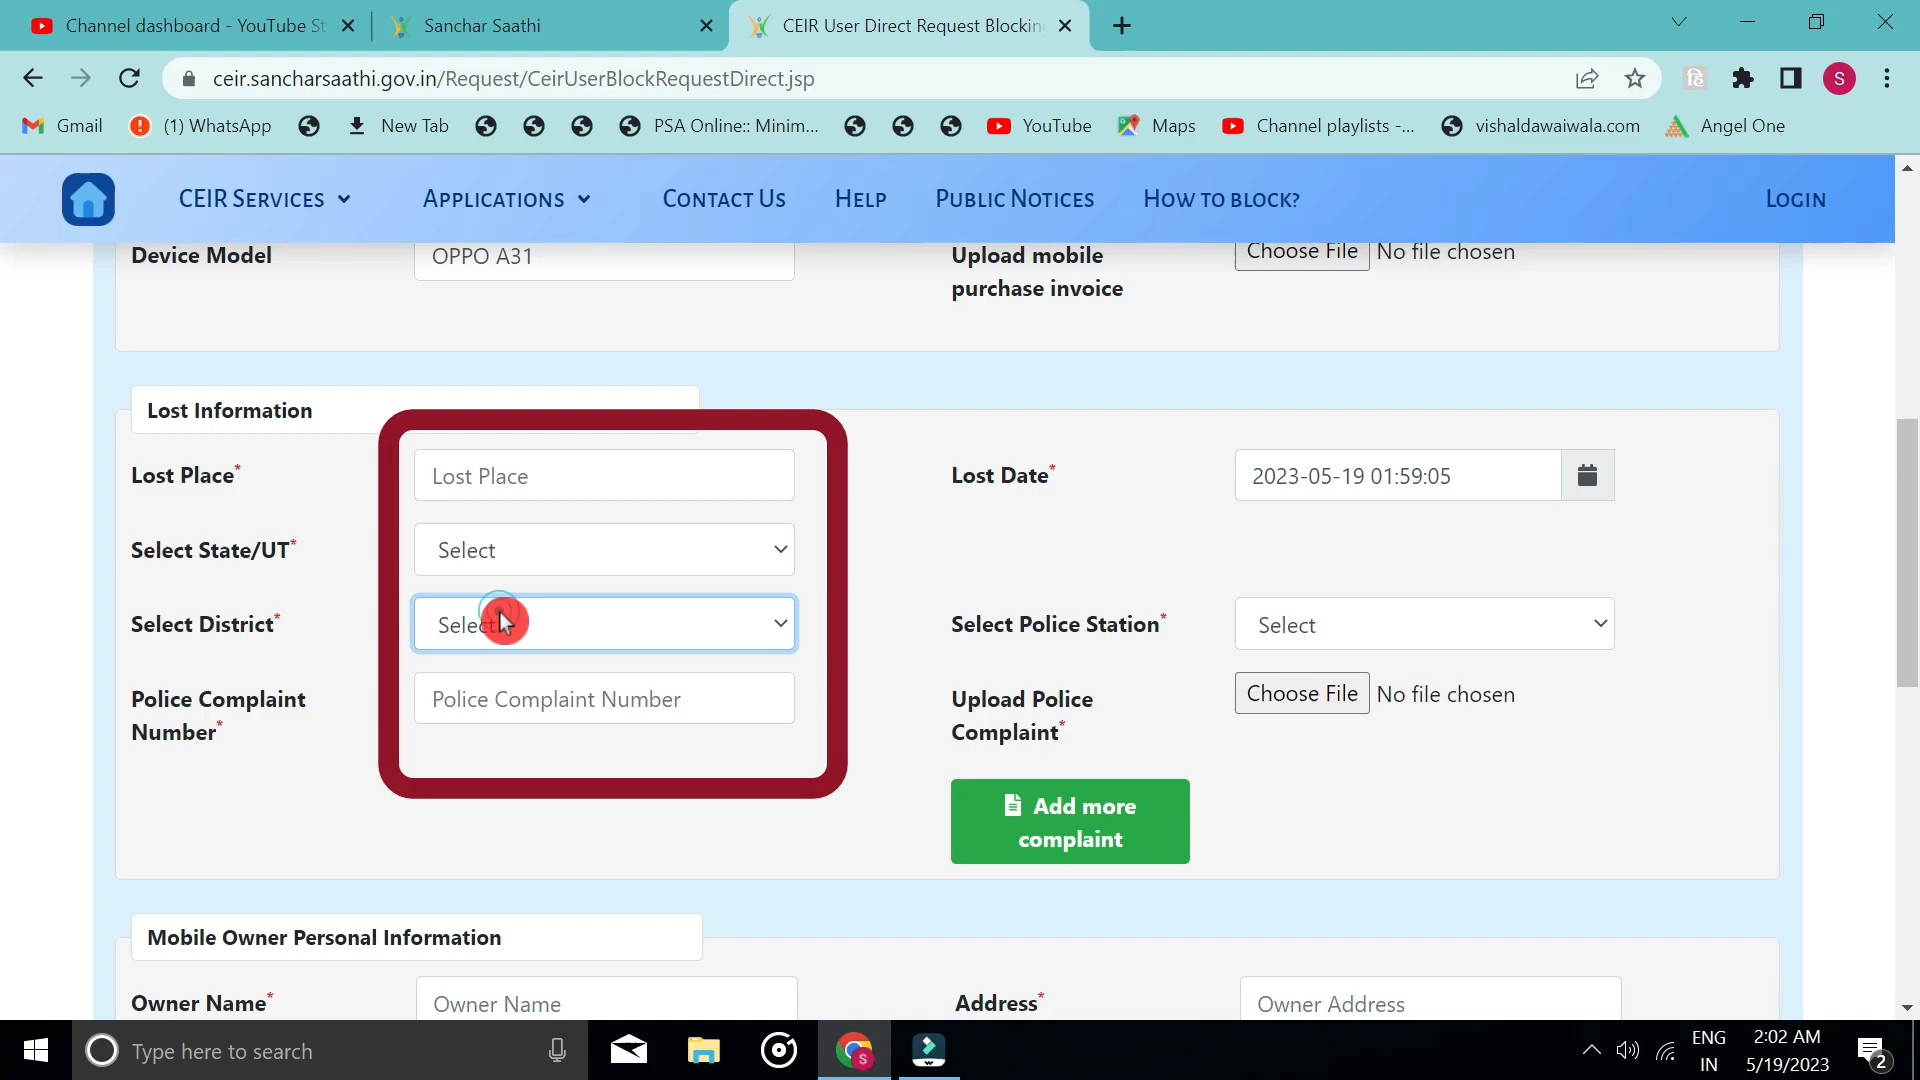 Channel dashboard - YouTube St
Sanchar Saathi
CEIR User Direct Request Blockin
ceir.sancharsaathi.gov.in/Request/CeirUserBlockRequestDirect.jsp
हि
S
Gmail
(1) WhatsApp
New Tab
PSA Online:: Minim...
YouTube
Maps
Channel playlists -...
vishaldawaiwala.com
Angel One
CEIR Services
Applications
Contact Us
Help
Public Notices
How to block?
Login
Device Model
OPPO A31
Upload mobile
purchase invoice
Choose File No file chosen
Lost Information
Lost Place*
Lost Place
Lost Date*
2023-05-19 01:59:05
Select State/UT*
Select
Select District*
Select
Select Police Station*
Select
Police Complaint
Number*
Police Complaint Number
Upload Police
Complaint*
Choose File No file chosen
Add more
complaint
Mobile Owner Personal Information
Owner Name*
Owner Name
Address*
Owner Address
Type here to search
S
ENG
IN
2:02 AM
5/19/2023
2